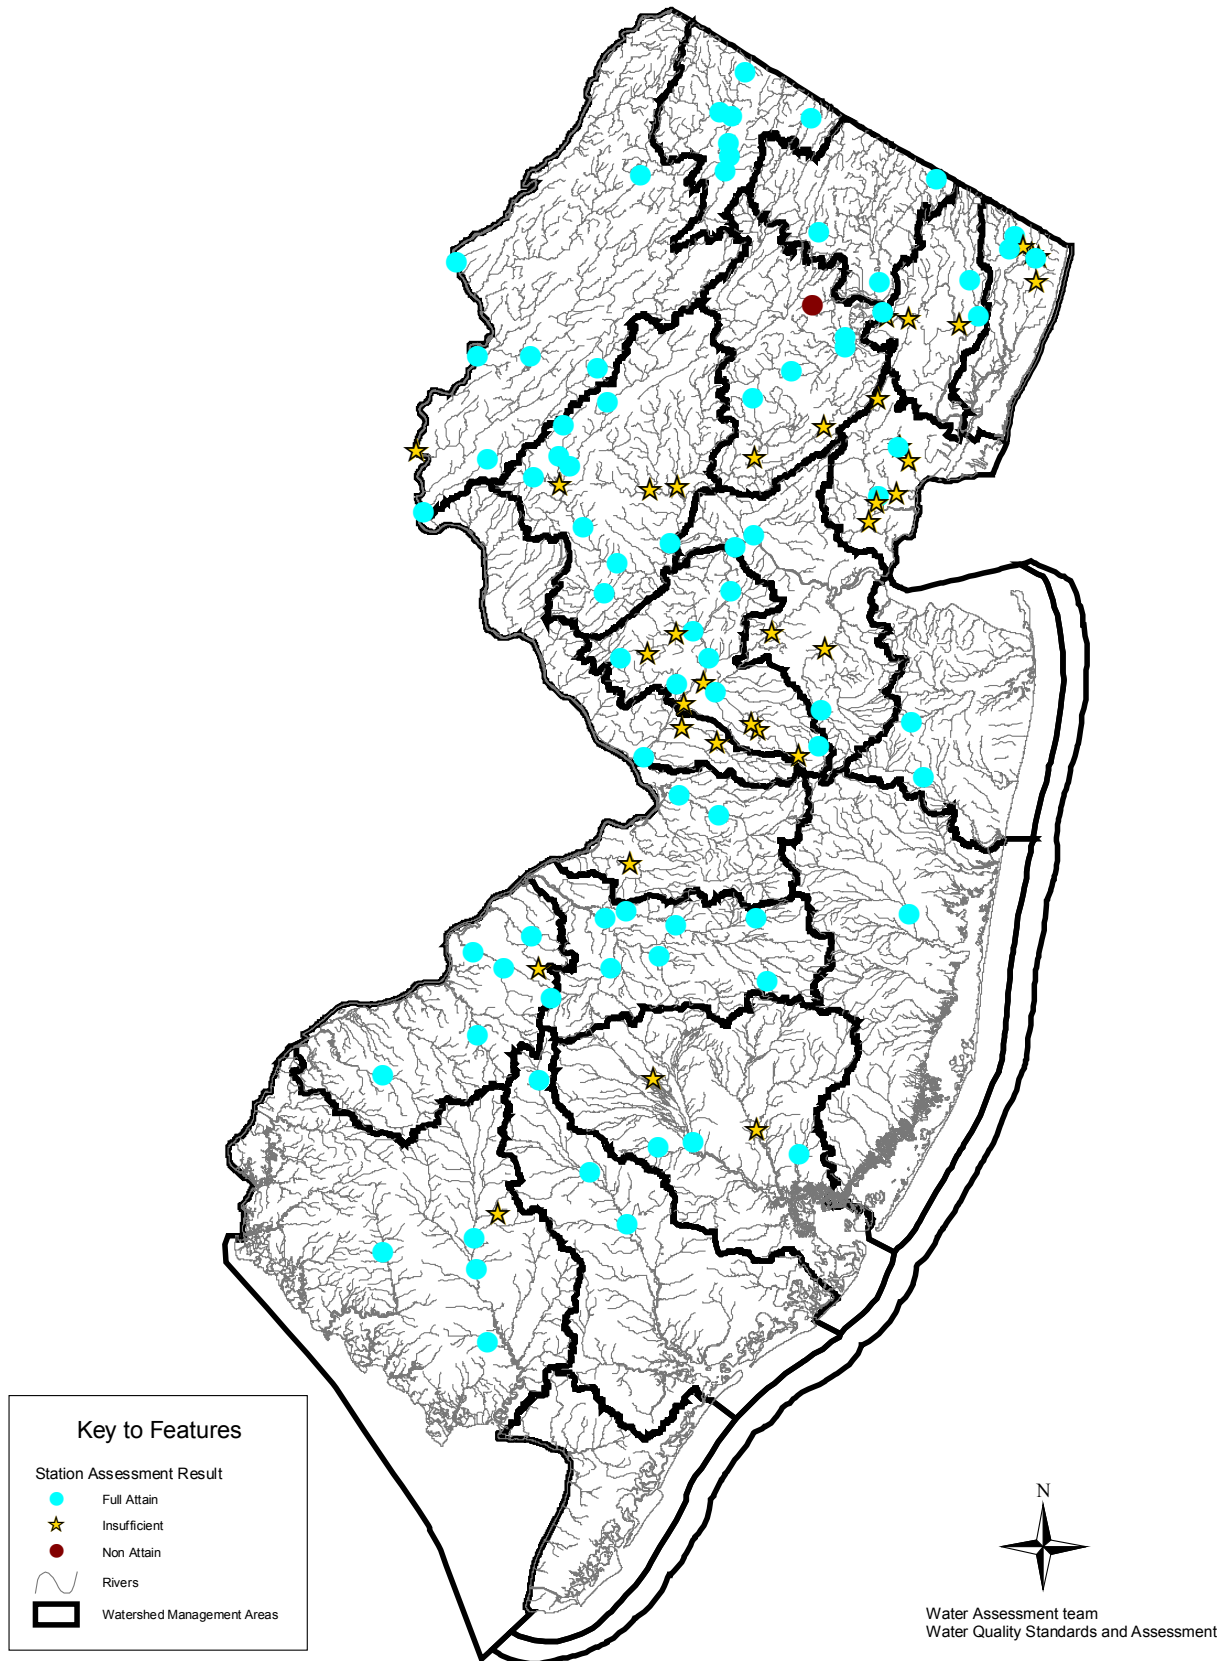 Key to Features
Station Assessment Result
Full Attain
Insufficient
Non Attain
Rivers
Watershed Management Areas
N
Water Assessment team
Water Quality Standards and Assessment